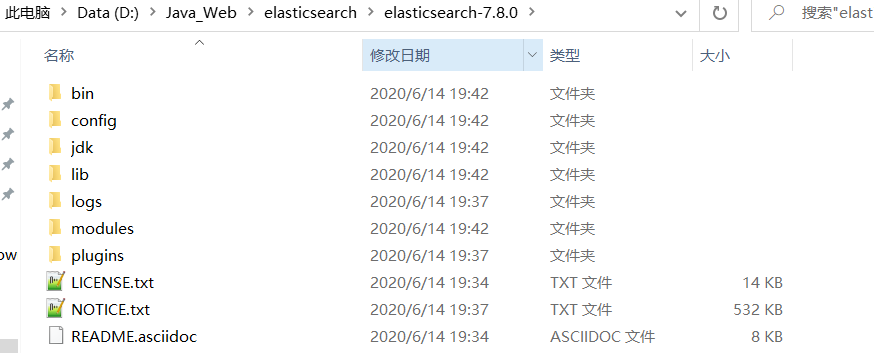 此电脑 > Data (D:) > Java_Web > elasticsearch > elasticsearch-7.8.0 > 搜索"elast
名称 修改日期 类型 大小
bin 2020/6/14 19:42 文件夹
config 2020/6/14 19:42 文件夹
jdk 2020/6/14 19:42 文件夹
lib 2020/6/14 19:42 文件夹
logs 2020/6/14 19:37 文件夹
modules 2020/6/14 19:42 文件夹
plugins 2020/6/14 19:37 文件夹
ow
LICENSE.txt 2020/6/14 19:34 TXT 文件 14 KB
NOTICE.txt 2020/6/14 19:37 TXT 文件 532 KB
README.asciidoc 2020/6/14 19:34 ASCIIDOC 文件 8 KB